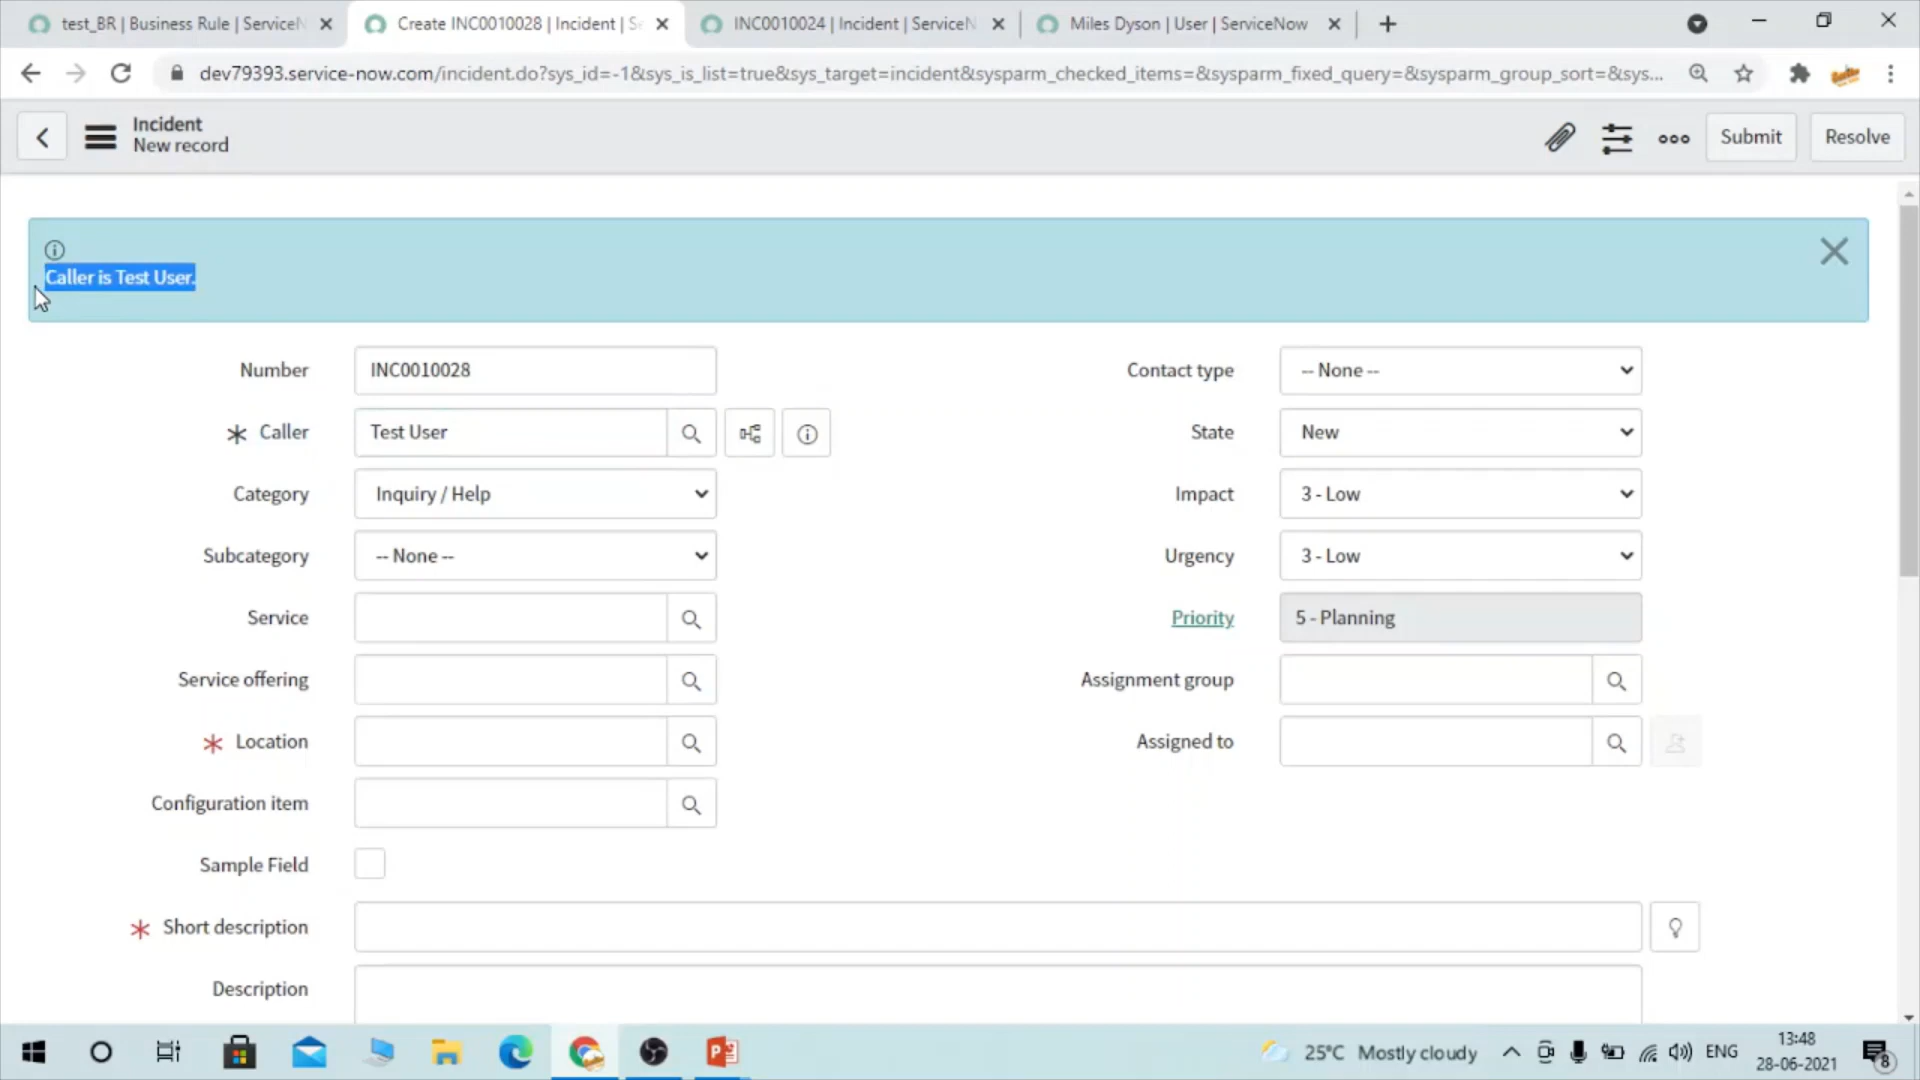 test_BR | Business Rule | Service
Create INC0010028 | Incident | S
INC0010024 | Incident | Service
Miles Dyson | User | ServiceNow
dev79393.service-now.com/incident.do?sys_id=-1&sys_is_list=true&sys_target=incident&sysparm_checked_items=&sysparm_fixed_query=&sysparm_group_sort=&sys...
Incident
New record
Submit
Resolve
Caller is Test User.
Number
INC0010028
Contact type
-- None --
Caller
Test User
State
New
Category
Inquiry / Help
Impact
3 - Low
Subcategory
-- None --
Urgency
3 - Low
Service
Priority
5 - Planning
Service offering
Assignment group
Location
Assigned to
Configuration item
Sample Field
Short description
Description
25°C Mostly cloudy
ENG
13:48
28-06-2021
8